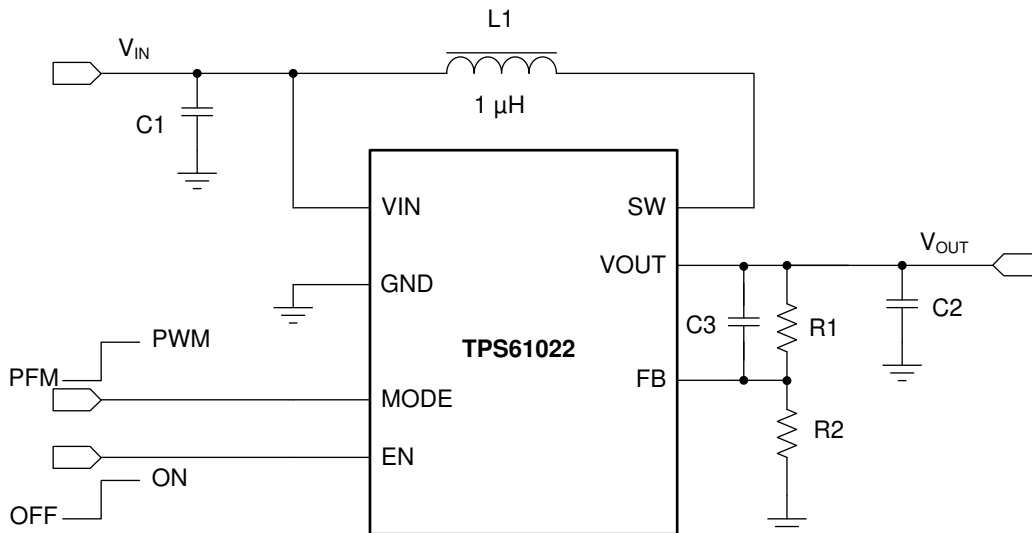 L1
VIN
1 µH
C1
VIN
SW
VOUT
VOUT
GND
C3
R1
C2
TPS61022
PWM
PFM
FB
MODE
R2
EN
ON
OFF